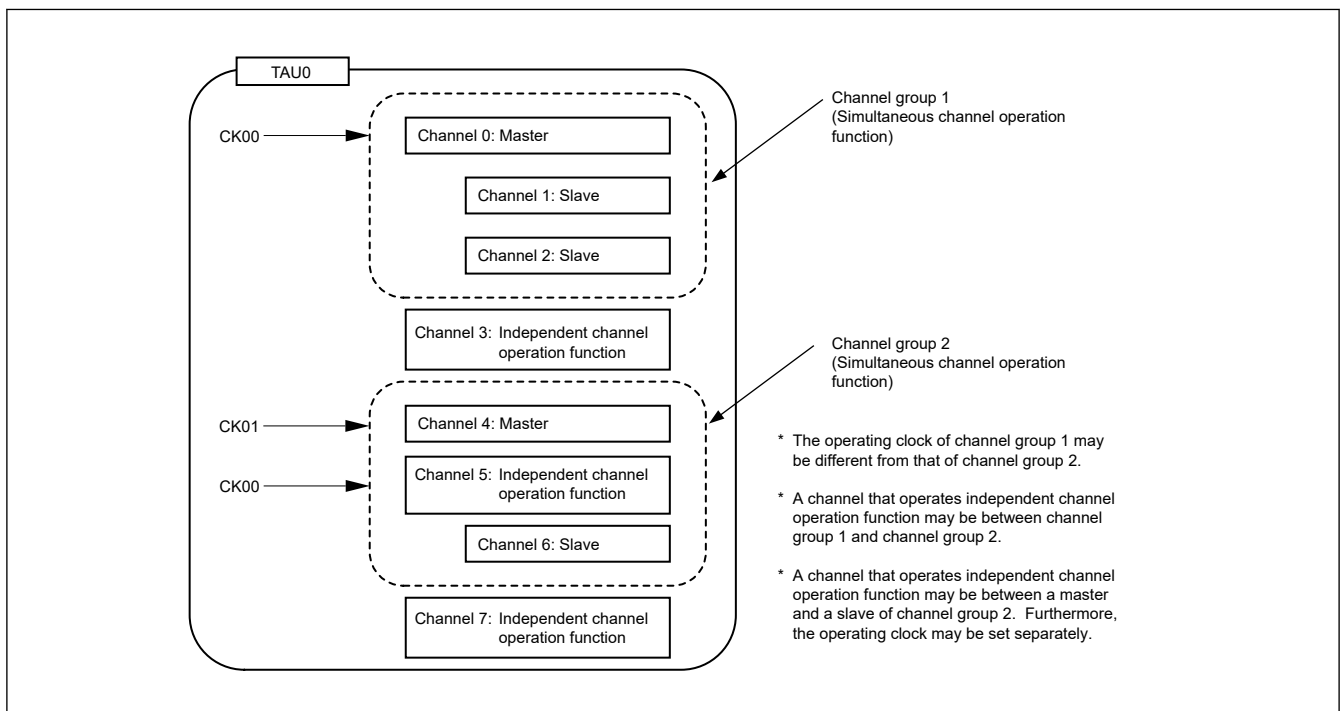 TAU0
CK00
Channel 0: Master
Channel 1: Slave
Channel 2: Slave
Channel group 1
(Simultaneous channel operation
function)
Channel 3: Independent channel
operation function
Channel group 2
(Simultaneous channel operation
function)
CK01
Channel 4: Master
CK00
Channel 5: Independent channel
operation function
Channel 6: Slave
Channel 7: Independent channel
operation function
* The operating clock of channel group 1 may
be different from that of channel group 2.
* A channel that operates independent channel
operation function may be between channel
group 1 and channel group 2.
* A channel that operates independent channel
operation function may be between a master
and a slave of channel group 2. Furthermore,
the operating clock may be set separately.